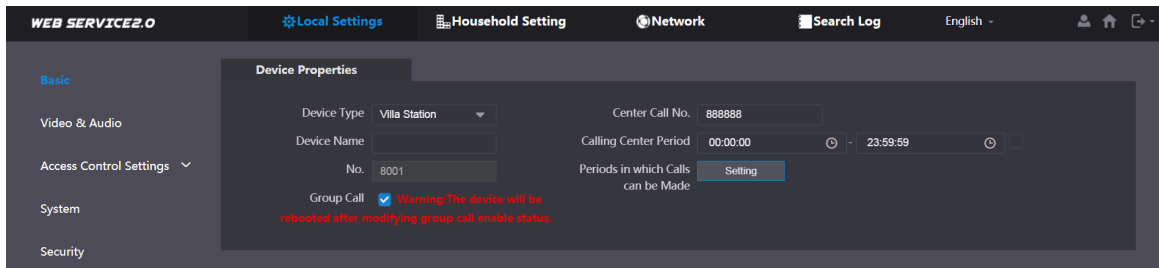 WEB SERVICE2.0 Local Settings Household Setting Network Search Log English
Basic
Video & Audio
Access Control Settings
System
Security
Device Properties
Device Type Villa Station
Device Name
No. 8001
Group Call Warning:The device will be
rebooted after modifying group call enable status.
Center Call No. 888888
Calling Center Period 00:00:00 - 23:59:59
Periods in which Calls Setting
can be Made